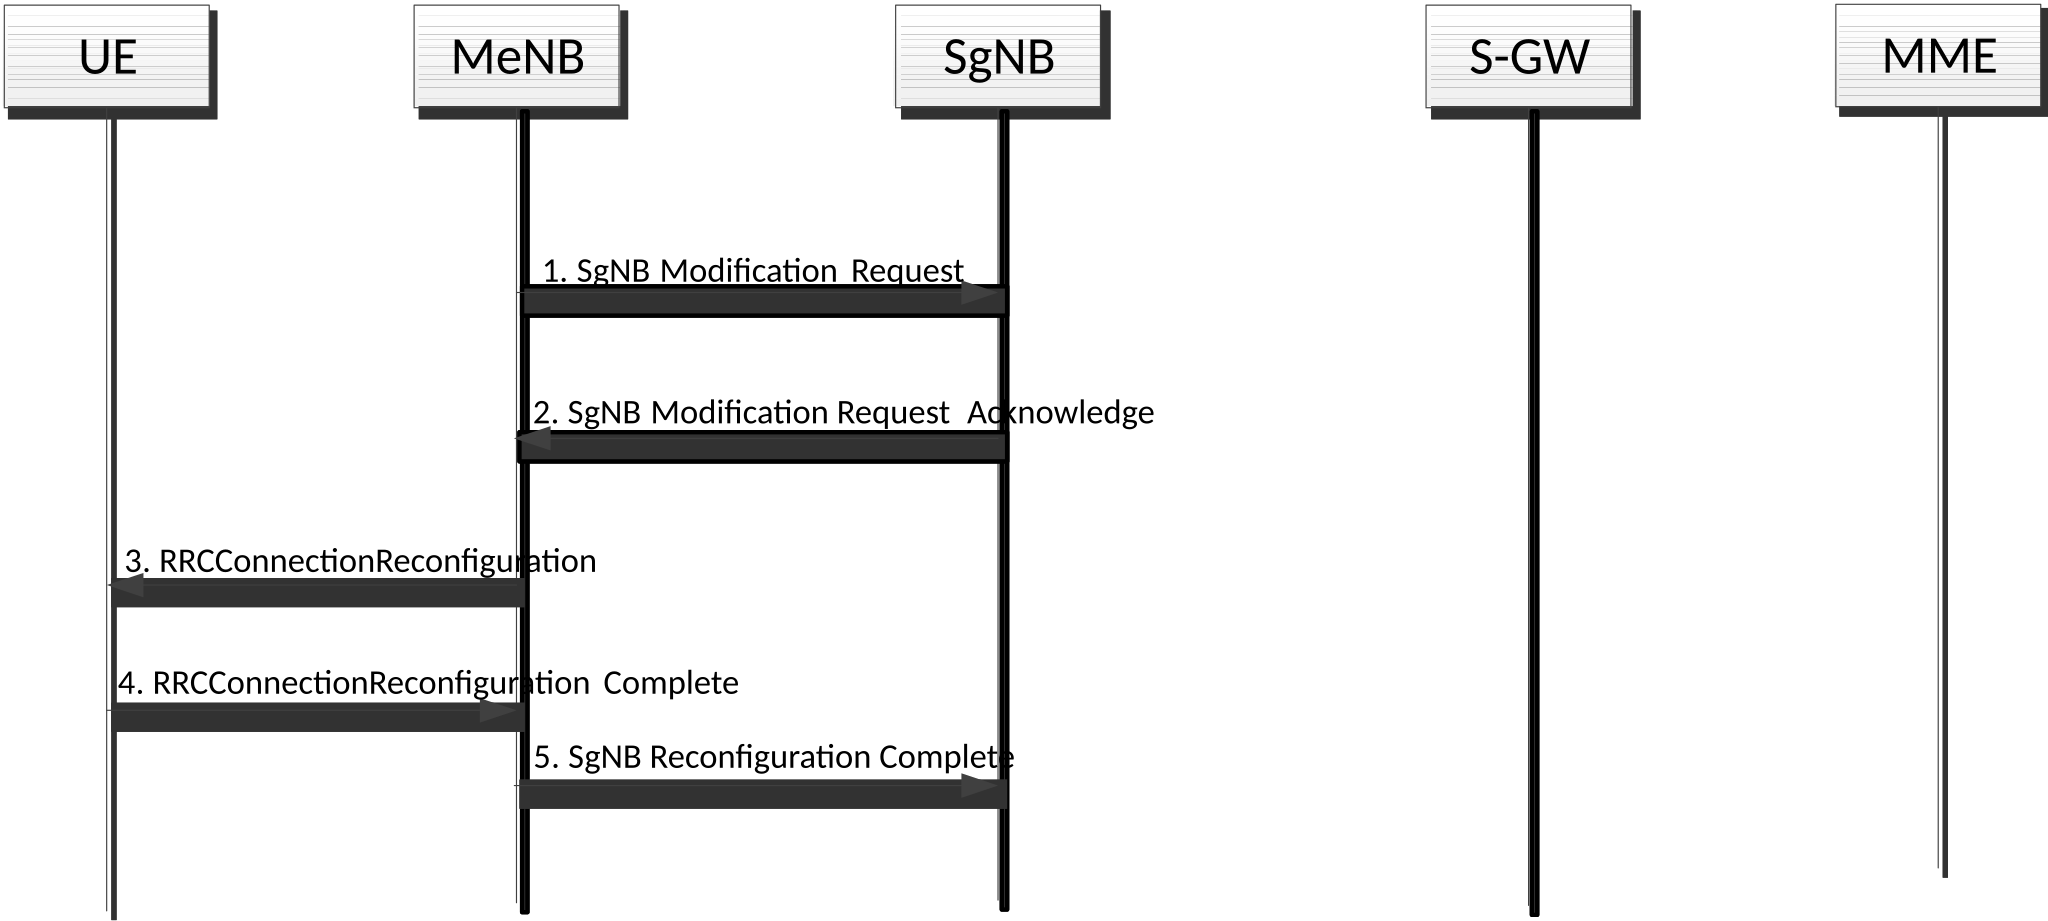 UE
MeNB
SgNB
S-GW
MME
1. SgNB Modification Request
2. SgNB Modification Request Acknowledge
3. RRCConnectionReconfiguration
4. RRCConnectionReconfiguration Complete
5. SgNB Reconfiguration Complete